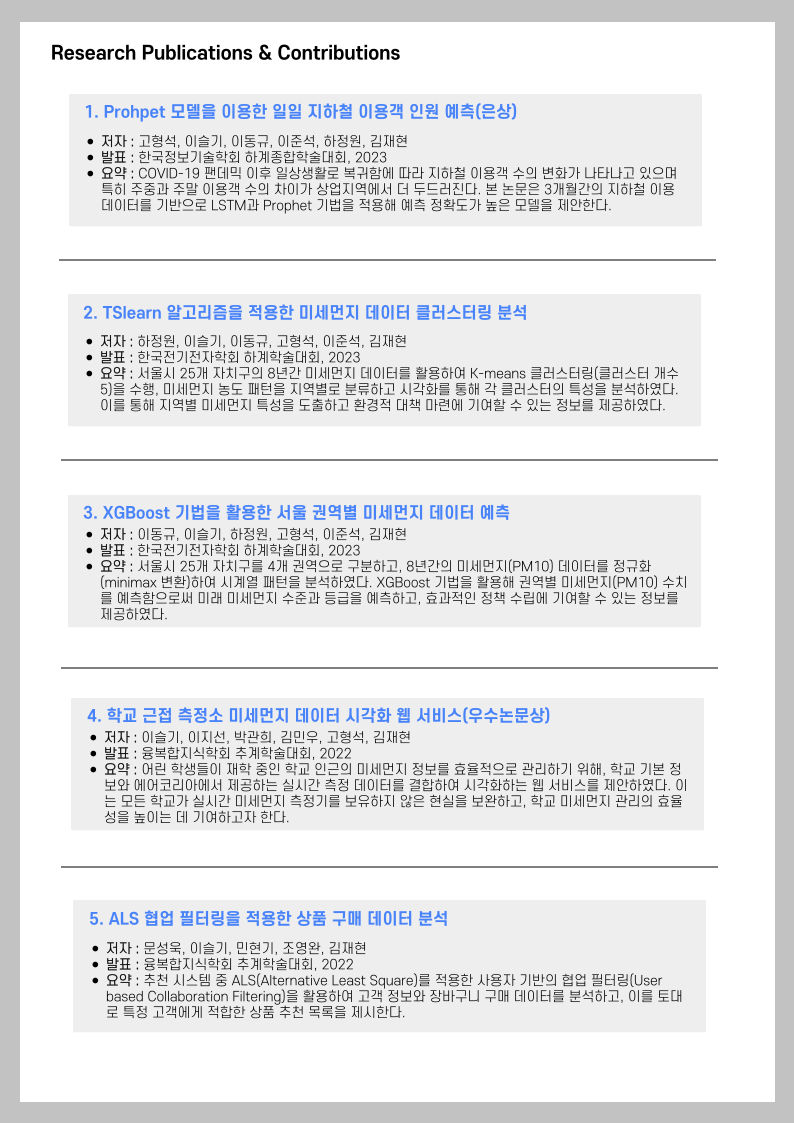 Research Publications & Contributions
1. Prohpet 모델을 이용한 일일 지하철 이용객 인원 예측(은상)
• 저자 : 고형석, 이슬기, 이동규, 이준석, 하정원, 김재현
• 발표 : 한국정보기술학회 하계종합학술대회, 2023
• 요약 : COVID-19 팬데믹 이후 일상생활로 복귀함에 따라 지하철 이용객 수의 변화가 나타나고 있으며
특히 주중과 주말 이용객 수의 차이가 상업지역에서 더 두드러진다. 본 논문은 3개월간의 지하철 이용
데이터를 기반으로 LSTM과 Prophet 기법을 적용해 예측 정확도가 높은 모델을 제안한다.
2. TSlearn 알고리즘을 적용한 미세먼지 데이터 클러스터링 분석
• 저자 : 하정원, 이슬기, 이동규, 고형석, 이준석, 김재현
• 발표 : 한국전기전자학회 하계학술대회, 2023
• 요약 : 서울시 25개 자치구의 8년간 미세먼지 데이터를 활용하여 K-means 클러스터링(클러스터 개수
5)을 수행, 미세먼지 농도 패턴을 지역별로 분류하고 시각화를 통해 각 클러스터의 특성을 분석하였다.
이를 통해 지역별 미세먼지 특성을 도출하고 환경적 대책 마련에 기여할 수 있는 정보를 제공하였다.
3. XGBoost 기법을 활용한 서울 권역별 미세먼지 데이터 예측
• 저자 : 이동규, 이슬기, 하정원, 고형석, 이준석, 김재현
• 발표 : 한국전기전자학회 하계학술대회, 2023
• 요약 : 서울시 25개 자치구를 4개 권역으로 구분하고, 8년간의 미세먼지(PM10) 데이터를 정규화
(minimax 변환)하여 시계열 패턴을 분석하였다. XGBoost 기법을 활용해 권역별 미세먼지(PM10) 수치
를 예측함으로써 미래 미세먼지 수준과 등급을 예측하고, 효과적인 정책 수립에 기여할 수 있는 정보를
제공하였다.
4. 학교 근접 측정소 미세먼지 데이터 시각화 웹 서비스(우수논문상)
• 저자 : 이슬기, 이지선, 박관희, 김민우, 고형석, 김재현
• 발표 : 융복합지식학회 추계학술대회, 2022
• 요약 : 어린 학생들이 재학 중인 학교 인근의 미세먼지 정보를 효율적으로 관리하기 위해, 학교 기본 정
보와 에어코리아에서 제공하는 실시간 측정 데이터를 결합하여 시각화하는 웹 서비스를 제안하였다. 이
는 모든 학교가 실시간 미세먼지 측정기를 보유하지 않은 현실을 보완하고, 학교 미세먼지 관리의 효율
성을 높이는 데 기여하고자 한다.
5. ALS 협업 필터링을 적용한 상품 구매 데이터 분석
• 저자 : 문성욱, 이슬기, 민현기, 조영완, 김재현
• 발표 : 융복합지식학회 추계학술대회, 2022
• 요약 : 추천 시스템 중 ALS(Alternative Least Square)를 적용한 사용자 기반의 협업 필터링(User
based Collaboration Filtering)을 활용하여 고객 정보와 장바구니 구매 데이터를 분석하고, 이를 토대
로 특정 고객에게 적합한 상품 추천 목록을 제시한다.